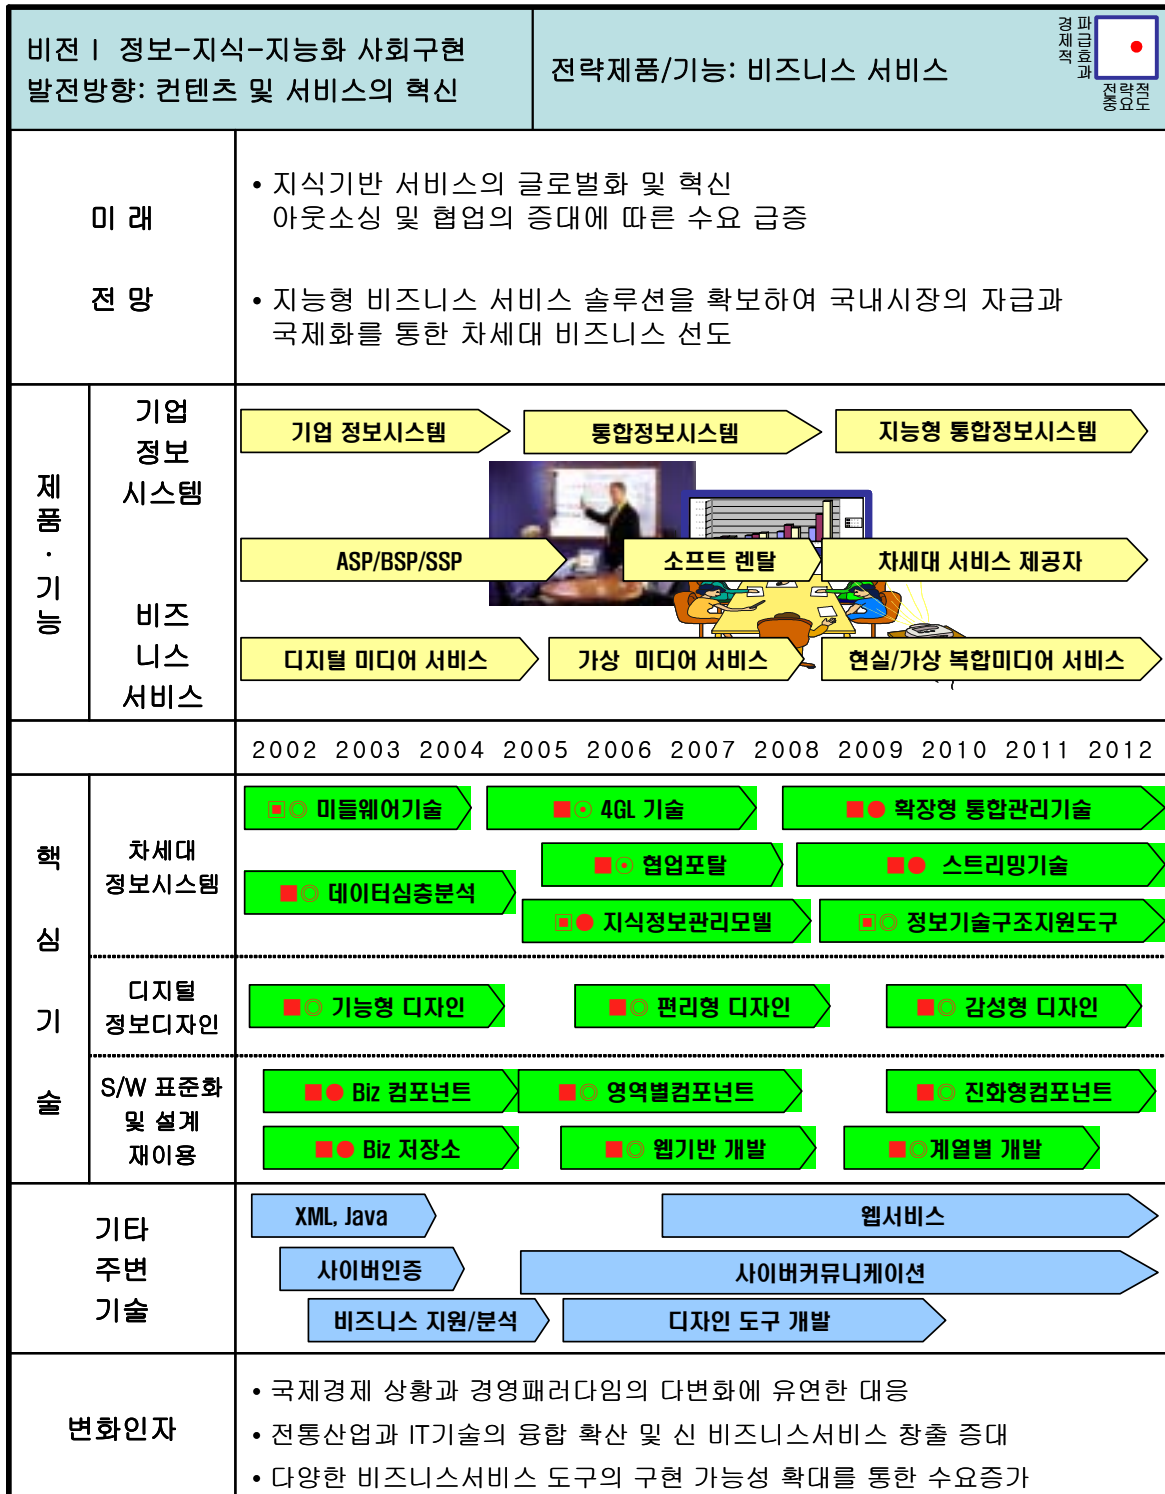 비전 I 정보-지식-지능화 사회구현
발전방향: 컨텐츠 및 서비스의 혁신
전략제품/기능: 비즈니스 서비스
경제적
파급효과
전략적
중요도
미 래
전 망
• 지식기반 서비스의 글로벌화 및 혁신
아웃소싱 및 협업의 증대에 따른 수요 급증
• 지능형 비즈니스 서비스 솔루션을 확보하여 국내시장의 자급과
국제화를 통한 차세대 비즈니스 선도
제품·기능
기업
정보
시스템
기업 정보시스템
통합정보시스템
지능형 통합정보시스템
ASP/BSP/SSP
소프트 렌탈
차세대 서비스 제공자
비즈
니스
서비스
디지털 미디어 서비스
가상 미디어 서비스
현실/가상 복합미디어 서비스
2002 2003 2004 2005 2006 2007 2008 2009 2010 2011 2012
핵심기술
차세대
정보시스템
▣◎ 미들웨어기술
■⊙ 4GL 기술
■● 확장형 통합관리기술
■⊙ 협업포탈
■● 스트리밍기술
■◎ 데이터심층분석
▣● 지식정보관리모델
▣◎ 정보기술구조지원도구
디지털
정보디자인
■◎ 기능형 디자인
■◎ 편리형 디자인
■◎ 감성형 디자인
S/W 표준화
및 설계
재이용
■● Biz 컴포넌트
■◎ 영역별컴포넌트
■◎ 진화형컴포넌트
■● Biz 저장소
■◎ 웹기반 개발
■◎계열별 개발
기타
주변
기술
XML, Java
웹서비스
사이버인증
사이버커뮤니케이션
비즈니스 지원/분석
디자인 도구 개발
변화인자
• 국제경제 상황과 경영패러다임의 다변화에 유연한 대응
• 전통산업과 IT기술의 융합 확산 및 신 비즈니스서비스 창출 증대
• 다양한 비즈니스서비스 도구의 구현 가능성 확대를 통한 수요증가